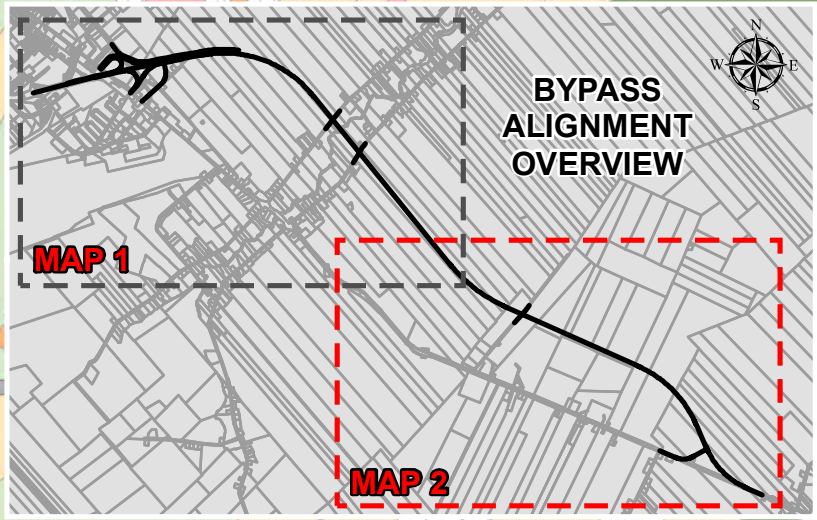 N
W
E
S
BYPASS
ALIGNMENT
OVERVIEW
MAP 1
MAP 2